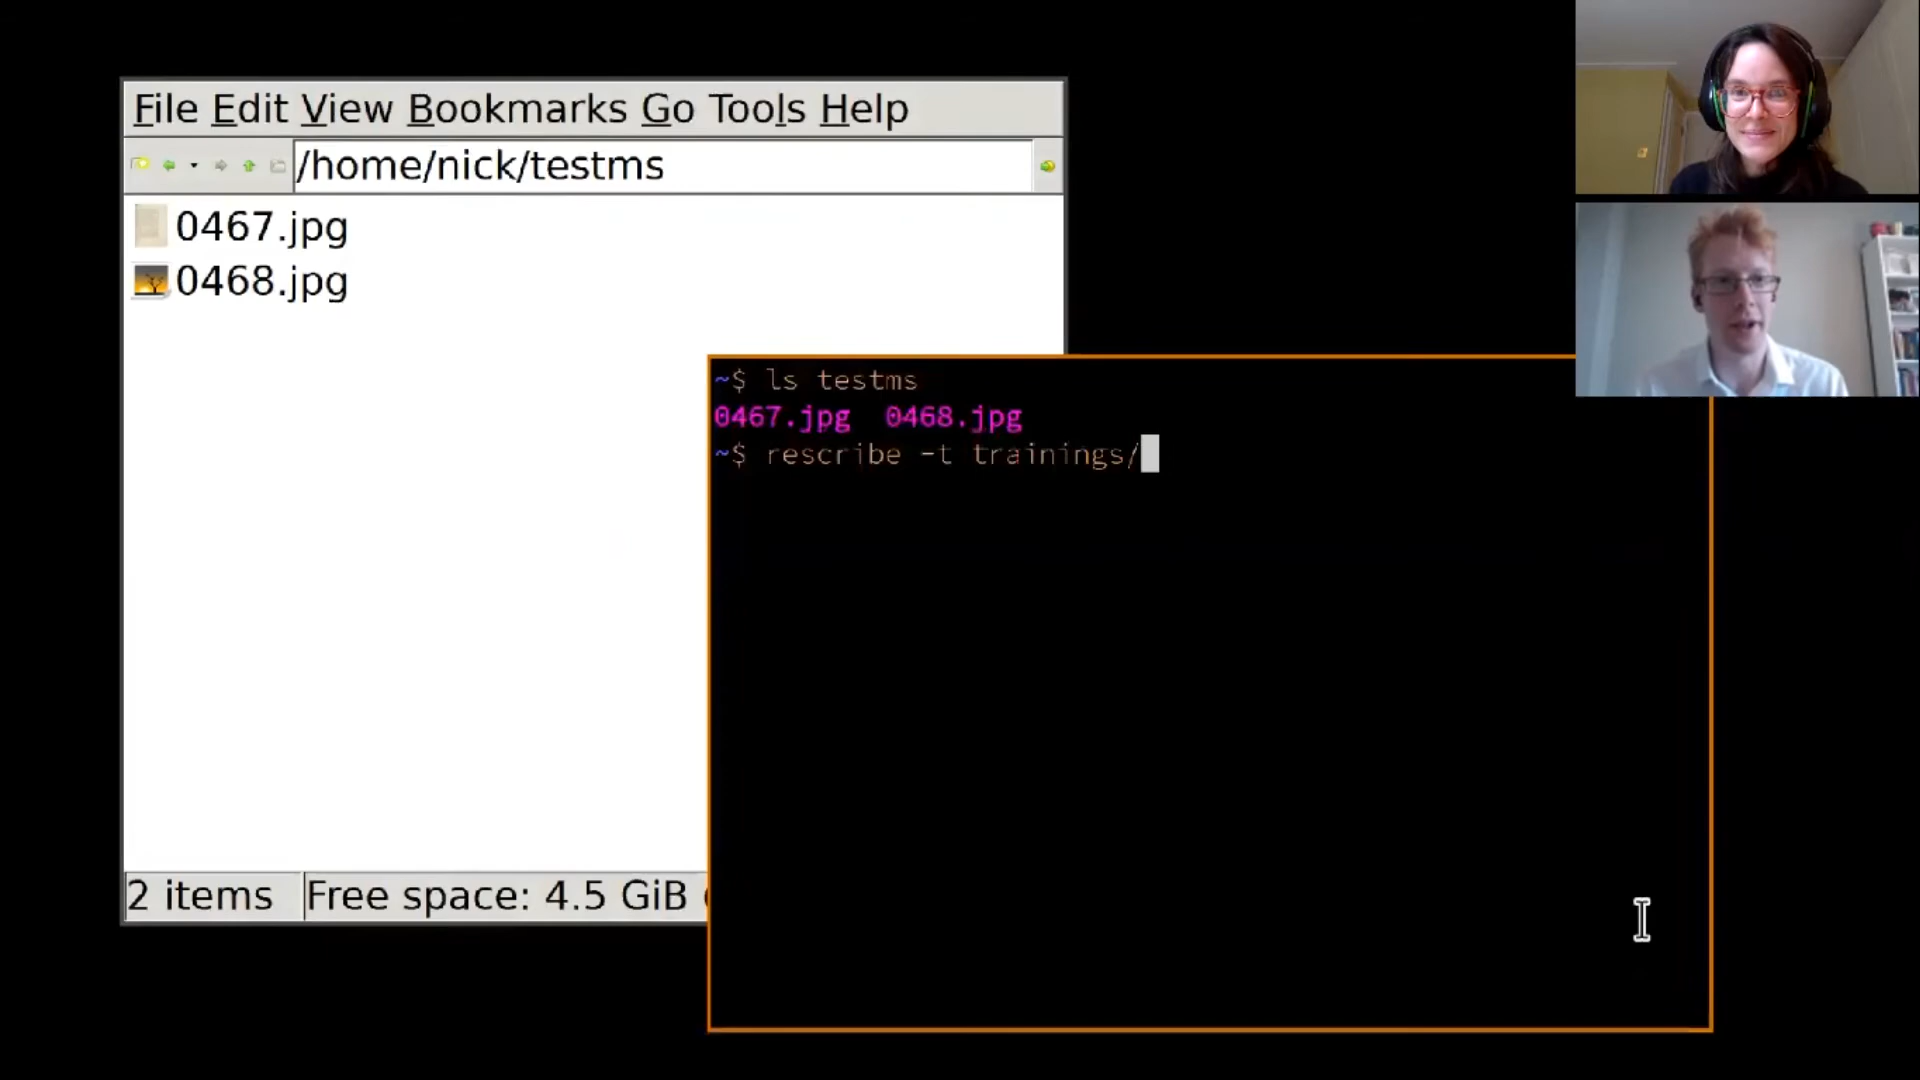 File Edit View Bookmarks Go Tools Help
/home/nick/testms
0467.jpg
0468.jpg
2 items
Free space: 4.5 GiB
~$ ls testms
0467.jpg 0468.jpg
~$ rescribe -t trainings/